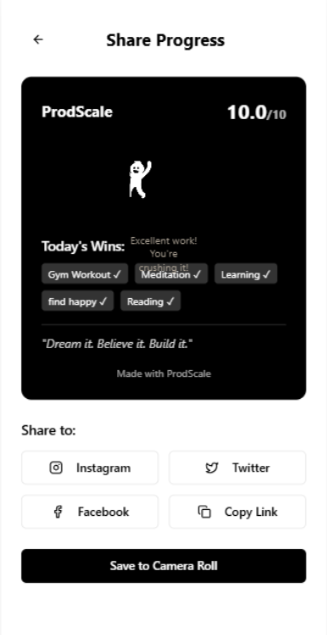 Share Progress
ProdScale 10.0/10
Excellent work!
You're
crushing it!
Today's Wins:
Gym Workout ✓ Meditation ✓ Learning ✓
find happy ✓ Reading ✓
"Dream it. Believe it. Build it."
Made with ProdScale
Share to:
Instagram Twitter
Facebook Copy Link
Save to Camera Roll